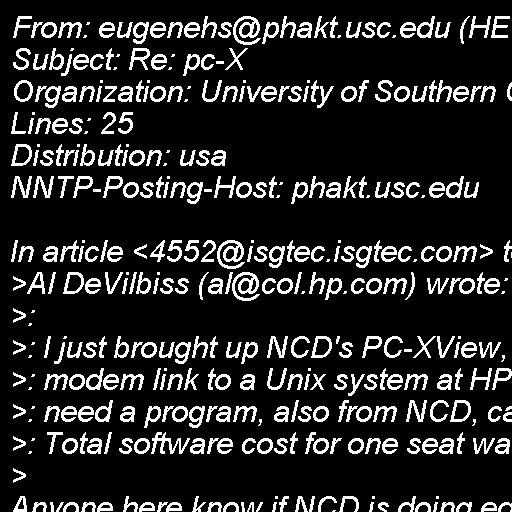 From: eugenehs@phakt.usc.edu (HE
Subject: Re: pc-X
Organization: University of Southern
Lines: 25
Distribution: usa
NNTP-Posting-Host: phakt.usc.edu

In article <4552@isgtec.isgtec.com> t
>Al DeVilbiss (al@col.hp.com) wrote:
>:
>: I just brought up NCD's PC-XView,
>: modem link to a Unix system at HP
>: need a program, also from NCD, ca
>: Total software cost for one seat wa
>
Anyone here know if NCD is doing